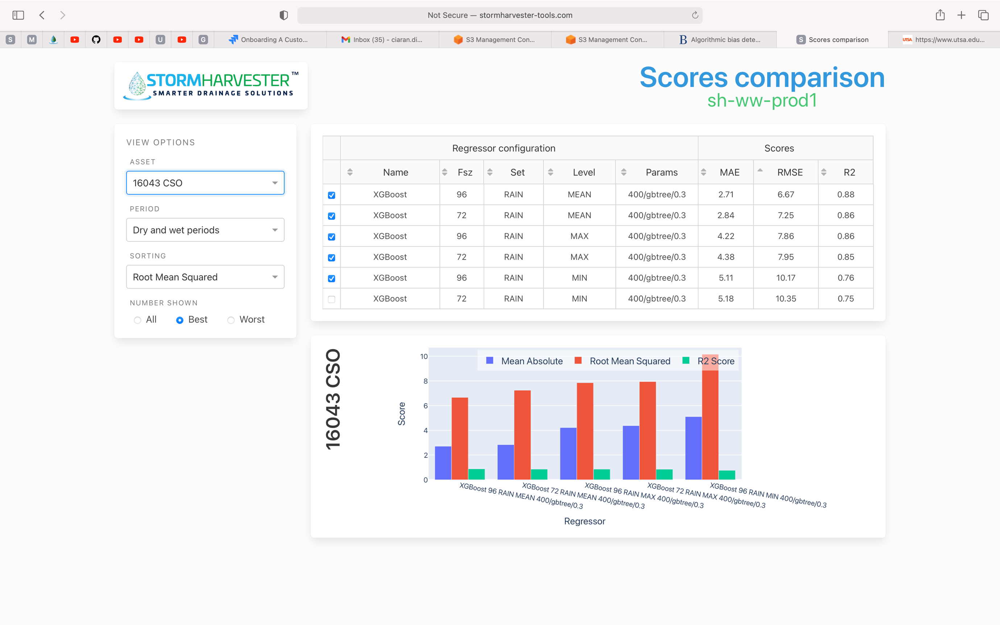 Not Secure — stormharvester-tools.com
S M U G Onboarding A Custo... Inbox (35) - ciaran.di... S3 Management Con... S3 Management Con... B Algorithmic bias dete... S Scores comparison UTSA https://www.utsa.edu...
STORMHARVESTER™
SMARTER DRAINAGE SOLUTIONS
Scores comparison
sh-ww-prod1
VIEW OPTIONS
ASSET
16043 CSO
PERIOD
Dry and wet periods
SORTING
Root Mean Squared
NUMBER SHOWN
All Best Worst
Regressor configuration Scores
Name Fsz Set Level Params MAE RMSE R2
XGBoost 96 RAIN MEAN 400/gbtree/0.3 2.71 6.67 0.88
XGBoost 72 RAIN MEAN 400/gbtree/0.3 2.84 7.25 0.86
XGBoost 96 RAIN MAX 400/gbtree/0.3 4.22 7.86 0.86
XGBoost 72 RAIN MAX 400/gbtree/0.3 4.38 7.95 0.85
XGBoost 96 RAIN MIN 400/gbtree/0.3 5.11 10.17 0.76
XGBoost 72 RAIN MIN 400/gbtree/0.3 5.18 10.35 0.75
16043 CSO
Mean Absolute Root Mean Squared R2 Score
Score
10
8
6
4
2
0
XGBoost 96 RAIN MEAN 400/gbtree/0.3
XGBoost 72 RAIN MEAN 400/gbtree/0.3
XGBoost 96 RAIN MAX 400/gbtree/0.3
XGBoost 72 RAIN MAX 400/gbtree/0.3
XGBoost 96 RAIN MIN 400/gbtree/0.3
Regressor